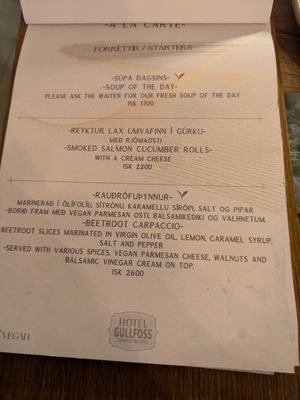 -A LA CARTE-
FORRÉTTIR / STARTERS
-SÚPA DAGSINS-
-SOUP OF THE DAY-
PLEASE ASK THE WAITER FOR OUR FRESH SOUP OF THE DAY
ISK 1700
-REYKTUR LAX UMVAFINN Í GÚRKU-
MEÐ RJÓMAOSTI
-SMOKED SALMON CUCUMBER ROLLS-
WITH A CREAM CHEESE
ISK 2200
-RAUÐRÓFUÞYNNUR-
MARINERAÐ Í ÓLÍFOLÍU, SÍTRÓNU, KARAMELLU SÍRÓPI, SALT OG PIPAR
-BORIÐ FRAM MEÐ VEGAN PARMESAN OSTI, BALSAMIKEDIKI OG VALHNETUM.
-BEETROOT CARPACCIO-
BEETROOT SLICES MARINATED IN VIRGIN OLIVE OIL, LEMON, CARAMEL SYRUP,
SALT AND PEPPER
-SERVED WITH VARIOUS SPICES, VEGAN PARMESAN CHEESE, WALNUTS AND
BALSAMIC VINEGAR CREAM ON TOP.
ISK 2600
HOTEL
GULLFOSS
VEGAN